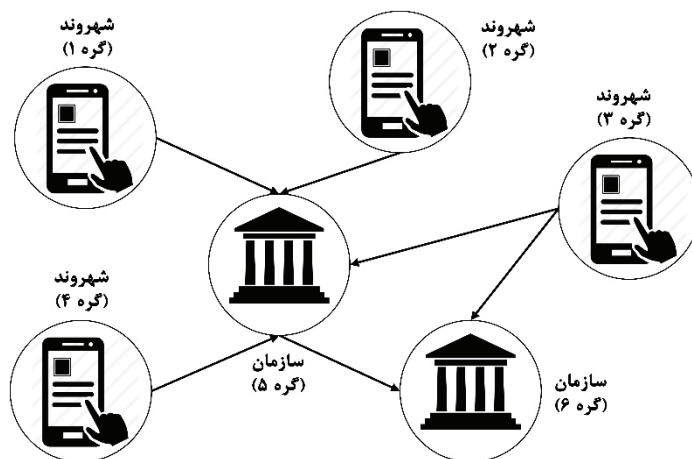 شهروند
(گره ۱)
شهروند
(گره ۲)
شهروند
(گره ۳)
شهروند
(گره ۴)
سازمان
(گره ۵)
سازمان
(گره ۶)